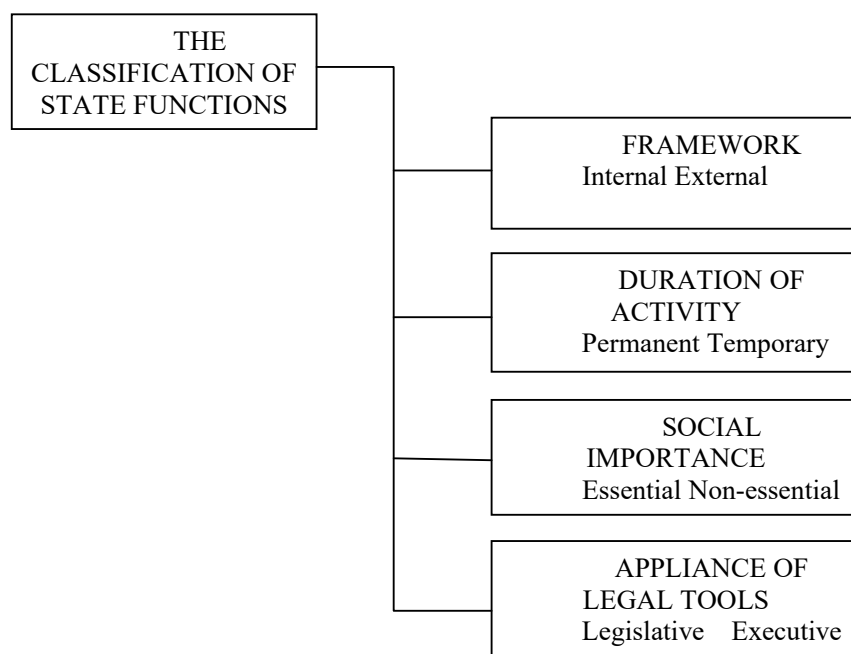 THE
CLASSIFICATION OF
STATE FUNCTIONS
FRAMEWORK
Internal External
DURATION OF
ACTIVITY
Permanent Temporary
SOCIAL
IMPORTANCE
Essential Non-essential
APPLIANCE OF
LEGAL TOOLS
Legislative Executive